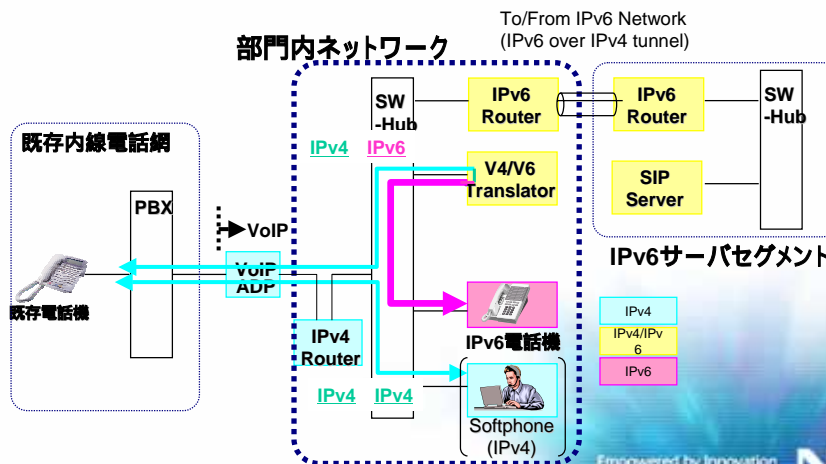 To/From IPv6 Network
(IPv6 over IPv4 tunnel)
部門内ネットワーク
SW
-Hub
IPv6
Router
IPv6
Router
SW
-Hub
既存内線電話網
IPv4 IPv6
V4/V6
Translator
SIP
Server
PBX
VoIP
IPv6サーバセグメント
VoIP
ADP
既存電話機
IPv4
Router
IPv6電話機
IPv4
IPv4/IPv
6
IPv6
IPv4 IPv4
Softphone
(IPv4)
Empowered by Innovation